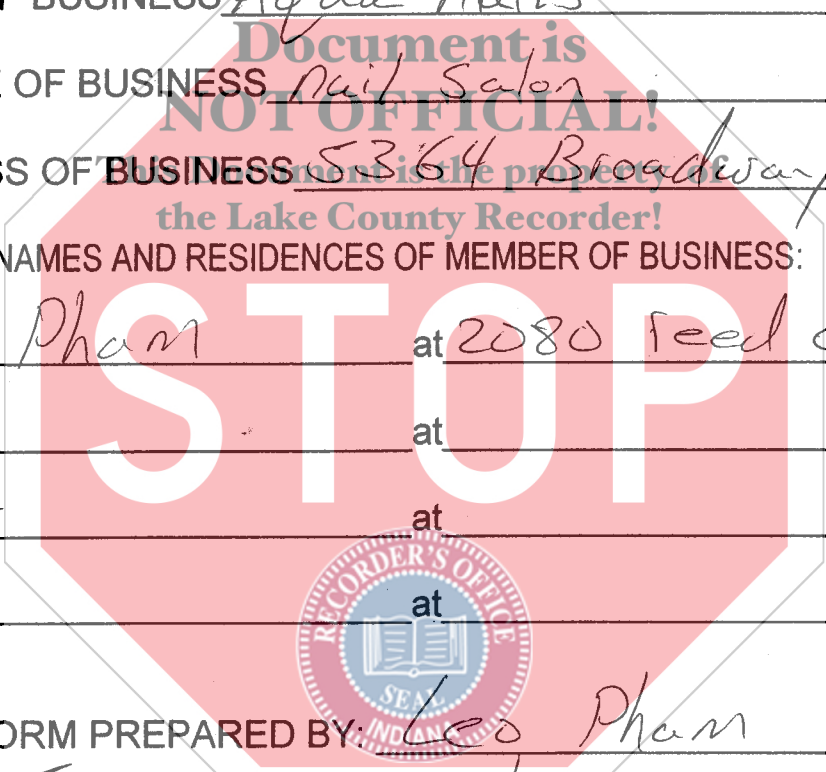 BUSINESS Nails
Document is
OF BUSINESS Nail Salon
NOT OFFICIAL!
SS OF BUSINESS 5364 Broadway
This Document is the property of
the Lake County Recorder!
NAMES AND RESIDENCES OF MEMBER OF BUSINESS:
Pham at 2080
STOP
at
at
at
RECORDER'S OFFICE
SEAL
INDIANA
ORM PREPARED BY: Leo Pham